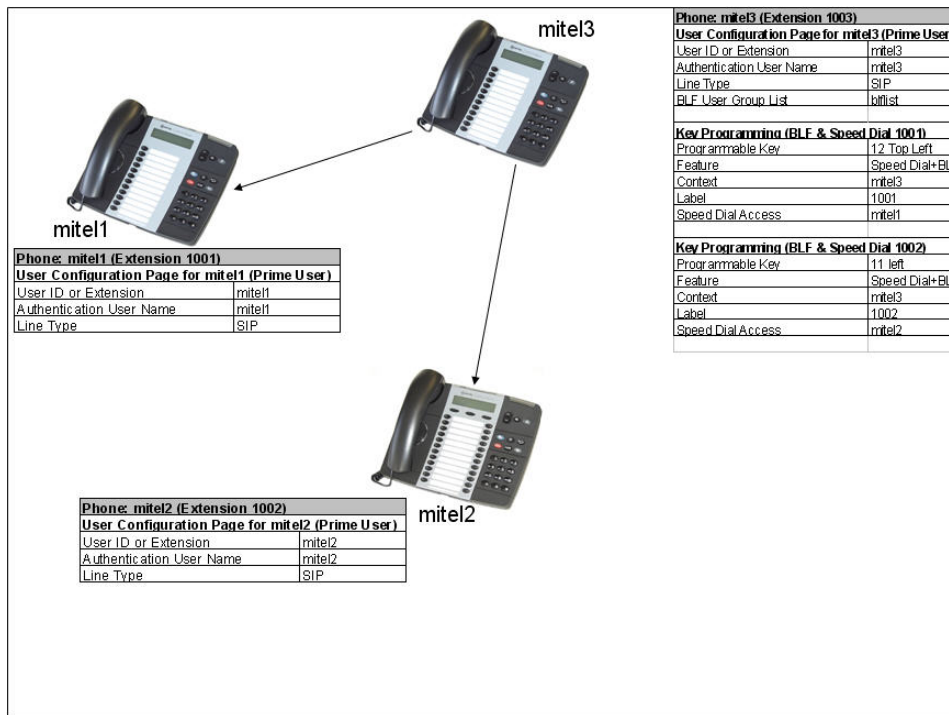 mitel3
mitel1
Phone: mitel1 (Extension 1001)
User Configuration Page for mitel1 (Prime User)
User ID or Extension mitel1
Authentication User Name mitel1
Line Type SIP
mitel2
Phone: mitel2 (Extension 1002)
User Configuration Page for mitel2 (Prime User)
User ID or Extension mitel2
Authentication User Name mitel2
Line Type SIP
Phone: mitel3 (Extension 1003)
User Configuration Page for mitel3 (Prime User
User ID or Extension mitel3
Authentication User Name mitel3
Line Type SIP
BLF User Group List blflist
Key Programming (BLF & Speed Dial 1001)
Programmable Key 12 Top Left
Feature Speed Dial+BL
Context mitel3
Label 1001
Speed Dial Access mitel1
Key Programming (BLF & Speed Dial 1002)
Programmable Key 11 left
Feature Speed Dial+BL
Context mitel3
Label 1002
Speed Dial Access mitel2